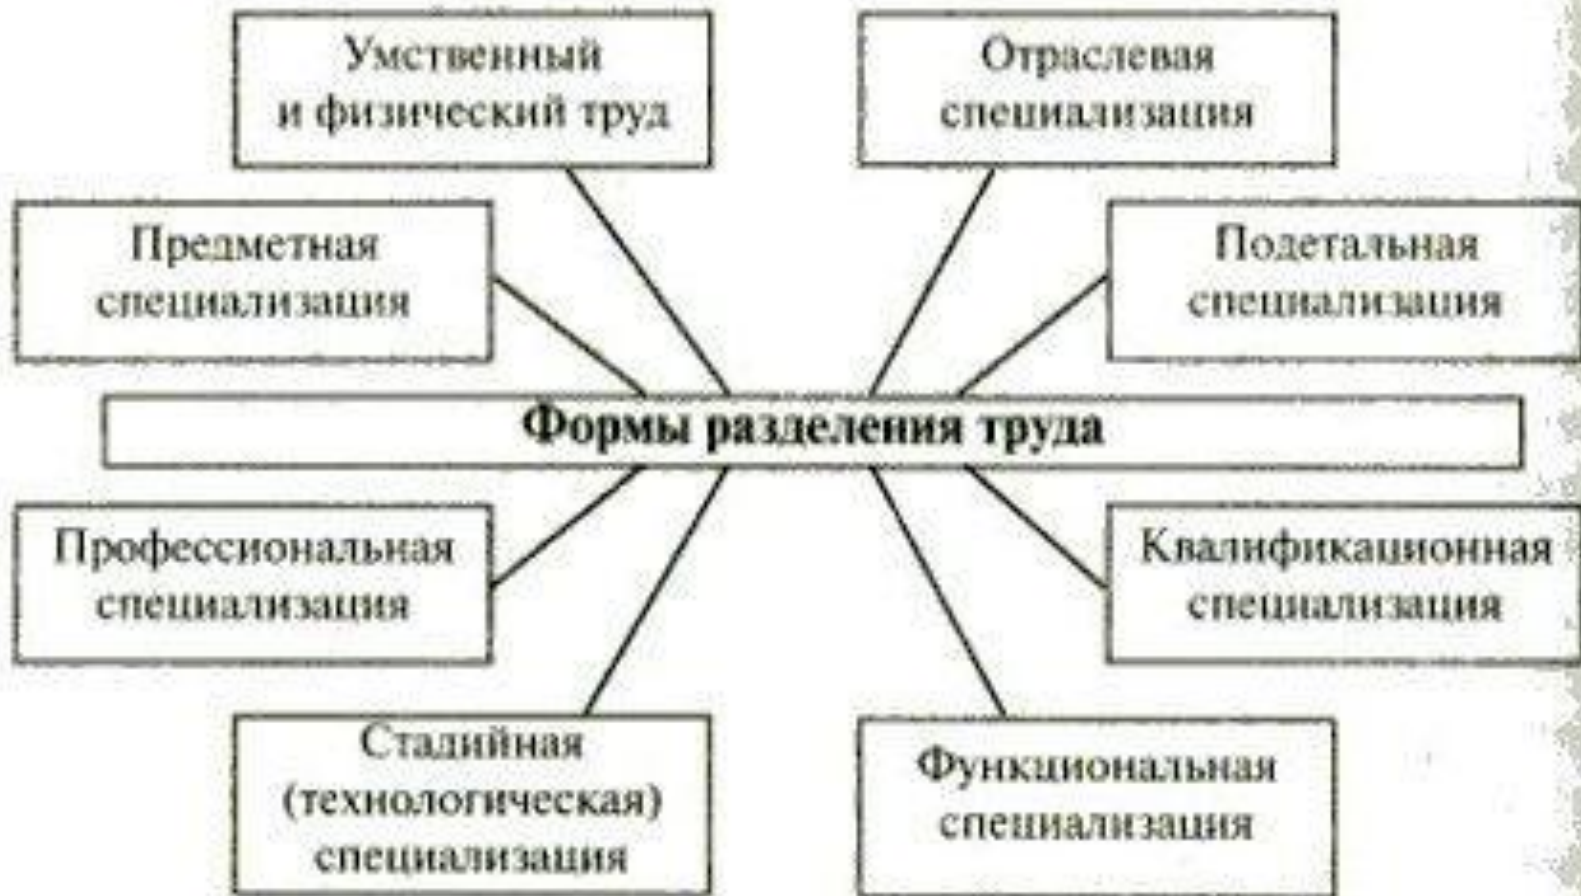 Умственный
и физический труд
Отраслевая
специализация
Предметная
специализация
Подетальная
специализация
Формы разделения труда
Профессиональная
специализация
Квалификационная
специализация
Стадийная
(технологическая)
специализация
Функциональная
специализация